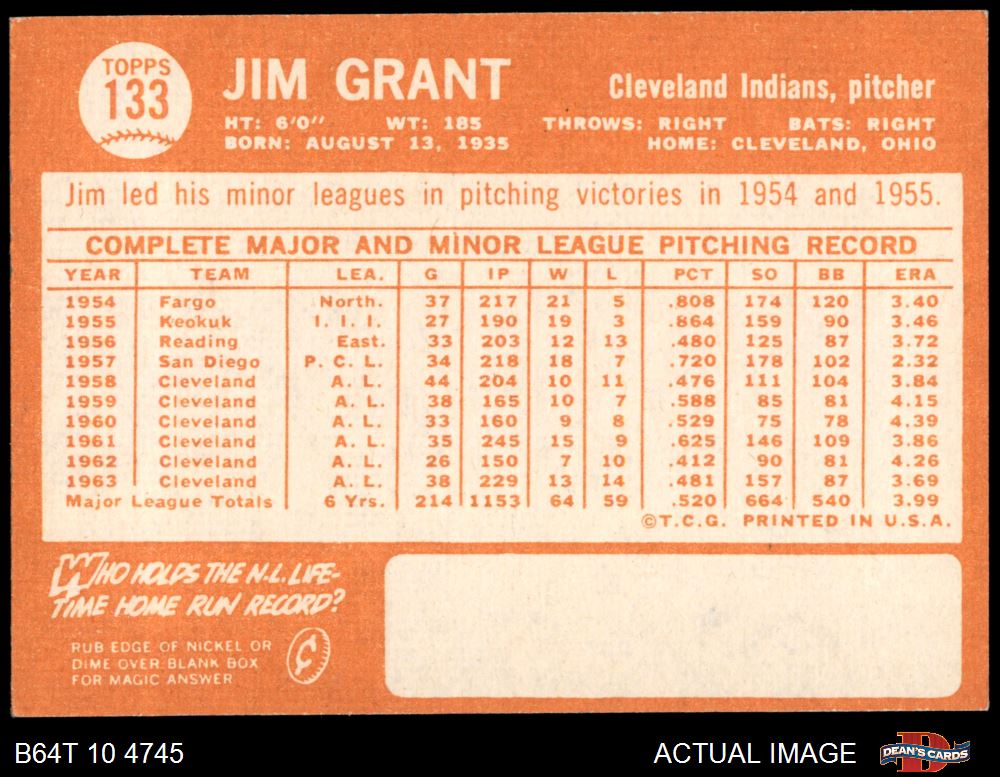 TOPPS
133
JIM GRANT
Cleveland Indians, pitcher
HT: 6'0" WT: 185 THROWS: RIGHT BATS: RIGHT
BORN: AUGUST 13, 1935 HOME: CLEVELAND, OHIO
Jim led his minor leagues in pitching victories in 1954 and 1955.
COMPLETE MAJOR AND MINOR LEAGUE PITCHING RECORD
YEAR TEAM LEA. G IP W L PCT SO BB ERA
1954 Fargo North. 37 217 21 5 .808 174 120 3.40
1955 Keokuk I. I. I. 27 190 19 3 .864 159 90 3.46
1956 Reading East. 33 203 12 13 .480 125 87 3.72
1957 San Diego P. C. L. 34 218 18 7 .720 178 102 2.32
1958 Cleveland A. L. 44 204 10 11 .476 111 104 3.84
1959 Cleveland A. L. 38 165 10 7 .588 85 81 4.15
1960 Cleveland A. L. 33 160 9 8 .529 75 78 4.39
1961 Cleveland A. L. 35 245 15 9 .625 146 109 3.86
1962 Cleveland A. L. 26 150 7 10 .412 90 81 4.26
1963 Cleveland A. L. 38 229 13 14 .481 157 87 3.69
Major League Totals 6 Yrs. 214 1153 64 59 .520 664 540 3.99
©T.C.G. PRINTED IN U.S.A.
WHO HOLDS THE N.L. LIFE-
TIME HOME RUN RECORD?
RUB EDGE OF NICKEL OR
DIME OVER BLANK BOX
FOR MAGIC ANSWER
¢
B64T 10 4745 ACTUAL IMAGE
D
DEAN'S CARDS